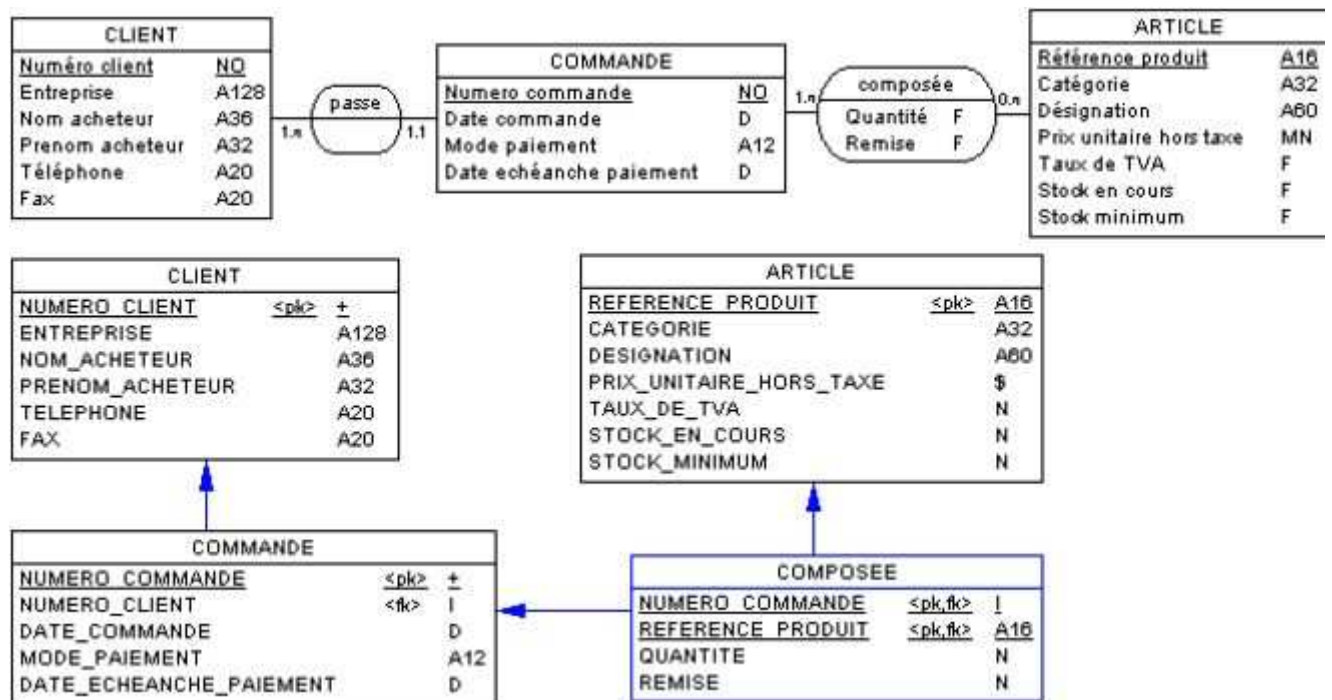 CLIENT
Numéro client NO
Entreprise A128
Nom acheteur A36
Prenom acheteur A32
Téléphone A20
Fax A20
1.n
passe
1.1
COMMANDE
Numero commande NO
Date commande D
Mode paiement A12
Date echéanche paiement D
1.n
composée
Quantité F
Remise F
0.n
ARTICLE
Référence produit A16
Catégorie A32
Désignation A60
Prix unitaire hors taxe MN
Taux de TVA F
Stock en cours F
Stock minimum F
CLIENT
NUMERO_CLIENT <pk> +
ENTREPRISE A128
NOM_ACHETEUR A36
PRENOM_ACHETEUR A32
TELEPHONE A20
FAX A20
ARTICLE
REFERENCE_PRODUIT <pk> A16
CATEGORIE A32
DESIGNATION A60
PRIX_UNITAIRE_HORS_TAXE $
TAUX_DE_TVA N
STOCK_EN_COURS N
STOCK_MINIMUM N
COMMANDE
NUMERO_COMMANDE <pk> +
NUMERO_CLIENT <fk> I
DATE_COMMANDE D
MODE_PAIEMENT A12
DATE_ECHEANCHE_PAIEMENT D
COMPOSEE
NUMERO_COMMANDE <pk,fk> I
REFERENCE_PRODUIT <pk,fk> A16
QUANTITE N
REMISE N